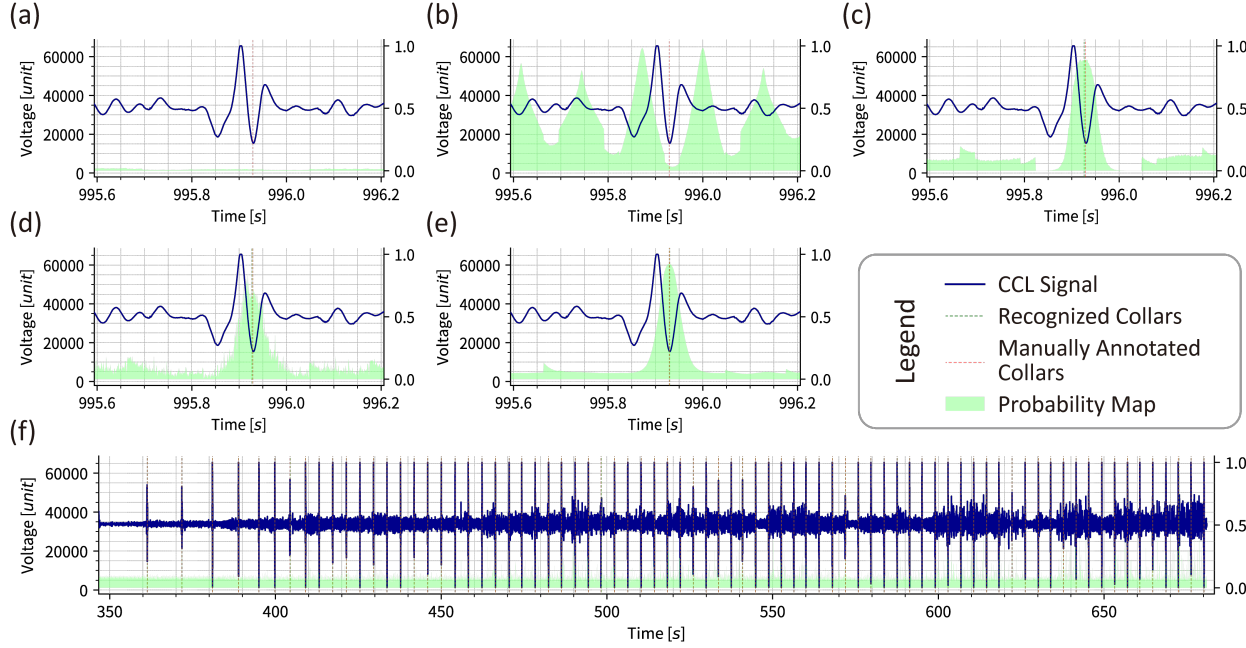 (a)
Voltage [unit]
60000
40000
20000
0
1.0
0.5
0.0
995.6
995.8
996.0
996.2
Time [s]
(b)
Voltage [unit]
60000
40000
20000
0
1.0
0.5
0.0
995.6
995.8
996.0
996.2
Time [s]
(c)
Voltage [unit]
60000
40000
20000
0
1.0
0.5
0.0
995.6
995.8
996.0
996.2
Time [s]
(d)
Voltage [unit]
60000
40000
20000
0
1.0
0.5
0.0
995.6
995.8
996.0
996.2
Time [s]
(e)
Voltage [unit]
60000
40000
20000
0
1.0
0.5
0.0
995.6
995.8
996.0
996.2
Time [s]
Legend
CCL Signal
Recognized Collars
Manually Annotated
Collars
Probability Map
(f)
Voltage [unit]
60000
40000
20000
0
1.0
0.5
0.0
350
400
450
500
550
600
650
Time [s]